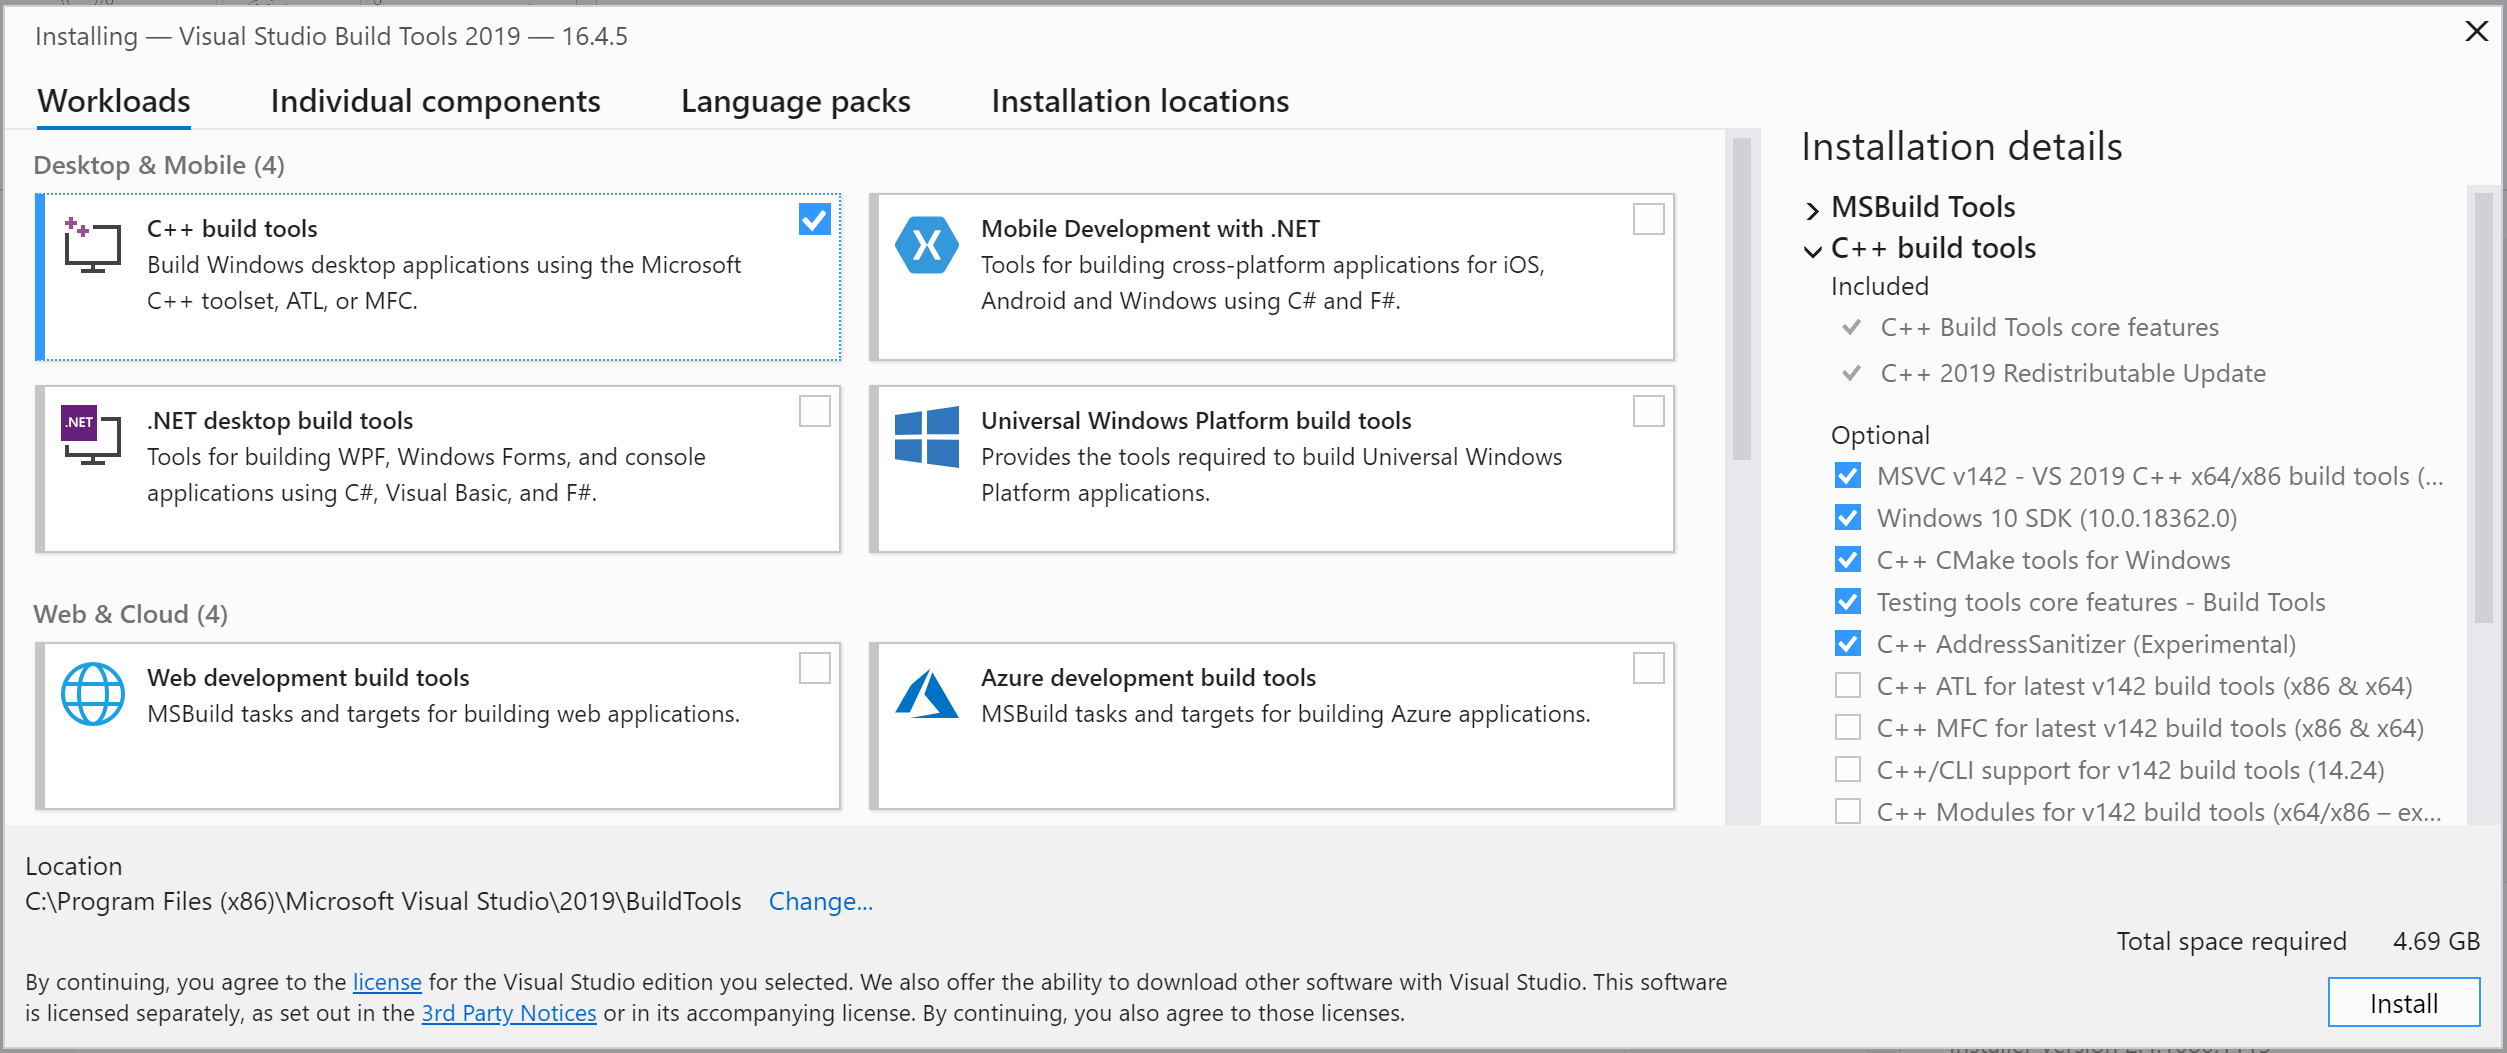 Installing — Visual Studio Build Tools 2019 — 16.4.5
Workloads
Individual components
Language packs
Installation locations
Desktop & Mobile (4)
C++ build tools
Build Windows desktop applications using the Microsoft
C++ toolset, ATL, or MFC.
Mobile Development with .NET
Tools for building cross-platform applications for iOS,
Android and Windows using C# and F#.
.NET
.NET desktop build tools
Tools for building WPF, Windows Forms, and console
applications using C#, Visual Basic, and F#.
Universal Windows Platform build tools
Provides the tools required to build Universal Windows
Platform applications.
Web & Cloud (4)
Web development build tools
MSBuild tasks and targets for building web applications.
Azure development build tools
MSBuild tasks and targets for building Azure applications.
Installation details
MSBuild Tools
C++ build tools
Included
C++ Build Tools core features
C++ 2019 Redistributable Update
Optional
MSVC v142 - VS 2019 C++ x64/x86 build tools (...
Windows 10 SDK (10.0.18362.0)
C++ CMake tools for Windows
Testing tools core features - Build Tools
C++ AddressSanitizer (Experimental)
C++ ATL for latest v142 build tools (x86 & x64)
C++ MFC for latest v142 build tools (x86 & x64)
C++/CLI support for v142 build tools (14.24)
C++ Modules for v142 build tools (x64/x86 – ex...
Location
C:\Program Files (x86)\Microsoft Visual Studio\2019\BuildTools Change...
Total space required 4.69 GB
By continuing, you agree to the license for the Visual Studio edition you selected. We also offer the ability to download other software with Visual Studio. This software
is licensed separately, as set out in the 3rd Party Notices or in its accompanying license. By continuing, you also agree to those licenses.
Install